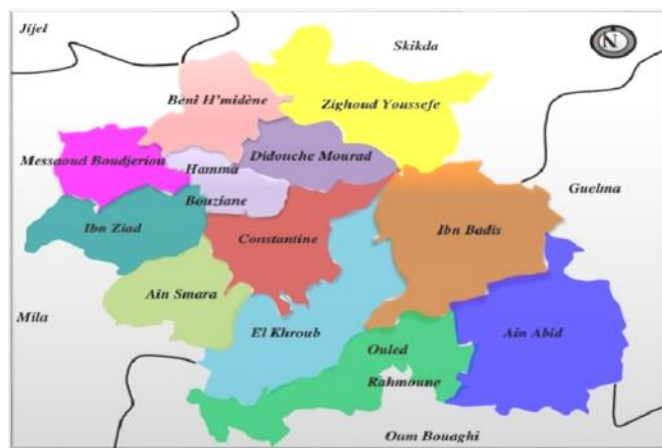 Jijel
Skikda
N
Beni H'midène
Zighoud Youssefe
Messaoud Boudjeriou
Didouche Mourad
Hamma
Guelma
Bouziane
Ibn Ziad
Constantine
Ibn Badis
Ain Smara
Mila
El Khroub
Ain Abid
Ouled
Rahmoune
Oum Bouaghi